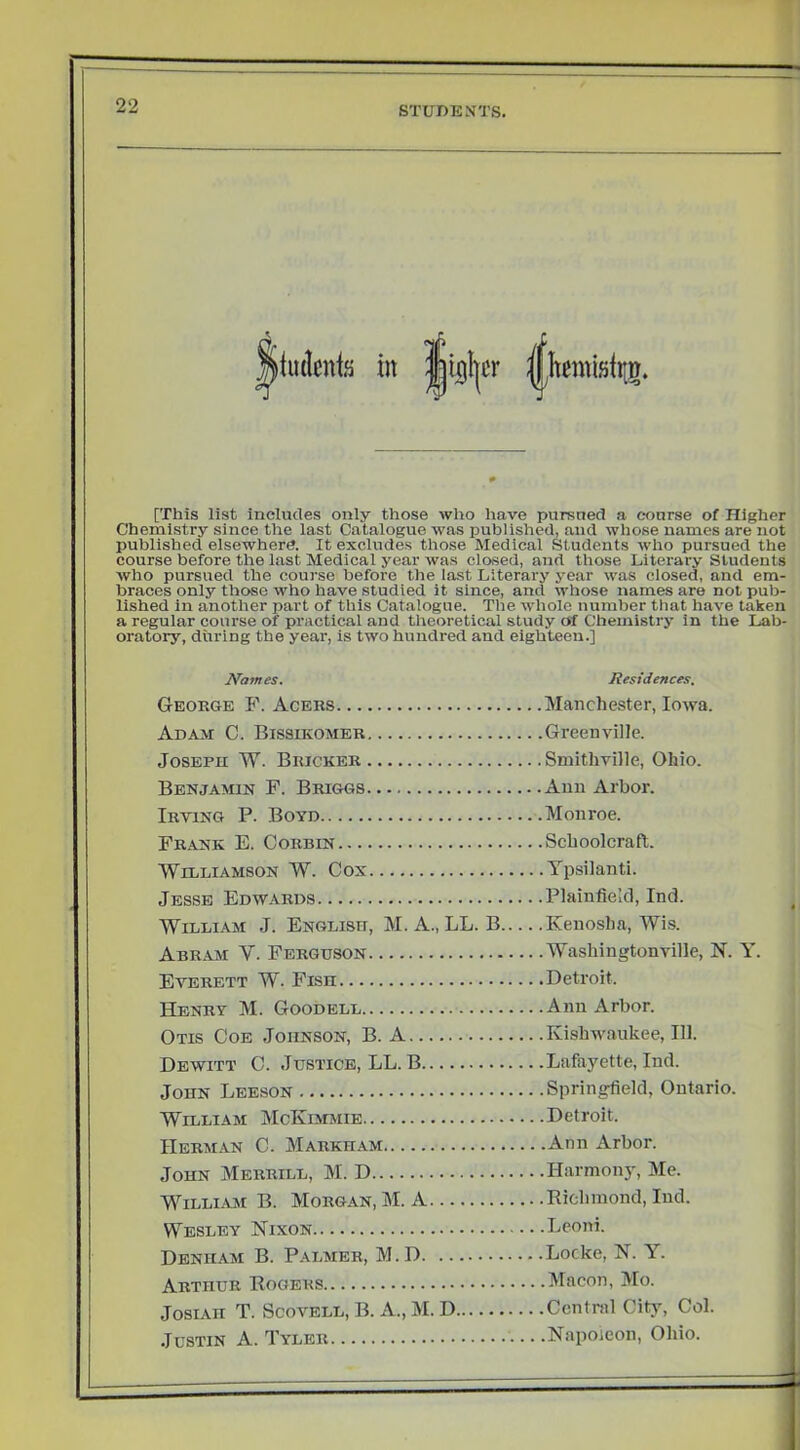 22
STUDENTS.
Students in Higher Chemistry.
[This list includes only those who have pursued a course of Higher
Chemistry since the last Catalogue was published, and whose names are not
published elsewhere. It excludes those Medical Students who pursued the
course before the last Medical year was closed, and those Literary Students
who pursued the course before the last Literary year was closed, and em-
braces only those who have studied it since, and whose names are not pub-
lished in another part of this Catalogue. The whole number that have taken
a regular course of practical and theoretical study of Chemistry in the Lab-
oratory, during the year, is two hundred and eighteen.]
Names. Residences.
GEORGE F. ACERS....................Manchester, Iowa.
ADAM C. BISSIKOMER....................Greenville.
JOSEPH W. BRICKER....................Smithville, Ohio.
BENJAMIN F. BRIGGS....................Ann Arbor.
IRVING P. BOYD....................Monroe.
FRANK E. CORBIN....................Schoolcraft.
WILLIAMSON W. COX....................Ypsilanti.
JESSE EDWARDS....................Plainfield, Ind.
WILLIAM J. ENGLISH, M. A., LL. B.....Kenosha, Wis.
ABRAM V. FERGUSON....................Washingtonville, N. Y.
EVERETT W. FISH....................Detroit.
HENRY M. GOODELL....................Ann Arbor.
OTIS COE JOHNSON, B. A....................Kishwaukee, Ill.
DEWITT C. JUSTICE, LL. B....................Lafayette, Ind.
JOHN LEESON....................Springfield, Ontario.
WILLIAM MCKIMMIE....................Detroit.
HERMAN C. MARKHAM....................Ann Arbor.
JOHN MERRILL, M. D....................Harmony, Me.
WILLIAM B. MORGAN, M. A....................Richmond, Ind.
WESLEY NIXON....................Leoni.
DENHAM B. PALMER, M. D....................Locke, N. Y.
ARTHUR ROGERS....................Macon, Mo.
JOSIAH T. SCOVELL, B. A., M. D..........Central City, Col.
JUSTIN A. TYLER....................Napoleon, Ohio.